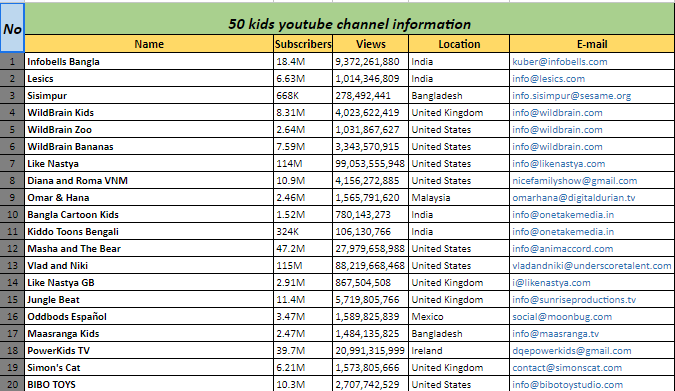 No 50 kids youtube channel information
Name Subscribers Views Location E-mail
1 Infobells Bangla 18.4M 9,372,261,880 India kuber@infobells.com
2 Lesics 6.63M 1,014,346,809 India info@lesics.com
3 Sisimpur 668K 278,492,441 Bangladesh info.sisimpur@sesame.org
4 WildBrain Kids 8.31M 4,023,622,419 United Kingdom info@wildbrain.com
5 WildBrain Zoo 2.64M 1,031,867,627 United States info@wildbrain.com
6 WildBrain Bananas 7.59M 3,343,570,915 United States info@wildbrain.com
7 Like Nastya 114M 99,053,555,948 United States info@likenastya.com
8 Diana and Roma VNM 10.9M 4,156,272,885 United States nicefamilyshow@gmail.com
9 Omar & Hana 2.46M 1,565,791,620 Malaysia omarhana@digitaldurian.tv
10 Bangla Cartoon Kids 1.52M 780,143,273 India info@onetakemedia.in
11 Kiddo Toons Bengali 324K 106,130,766 India info@onetakemedia.in
12 Masha and The Bear 47.2M 27,979,658,988 United States info@animaccord.com
13 Vlad and Niki 115M 88,219,668,468 United States vladandniki@underscoretalent.com
14 Like Nastya GB 2.91M 867,504,508 United Kingdom i@likenastya.com
15 Jungle Beat 11.4M 5,719,805,766 United Kingdom info@sunriseproductions.tv
16 Oddbods Español 3.47M 1,589,825,839 Mexico social@moonbug.com
17 Maasranga Kids 2.47M 1,484,135,825 Bangladesh info@maasranga.tv
18 PowerKids TV 39.7M 20,991,315,999 Ireland dqepowerkids@gmail.com
19 Simon's Cat 6.21M 1,573,805,666 United Kingdom contact@simonscat.com
20 BIBO TOYS 10.3M 2,707,742,529 United States info@bibotoystudio.com